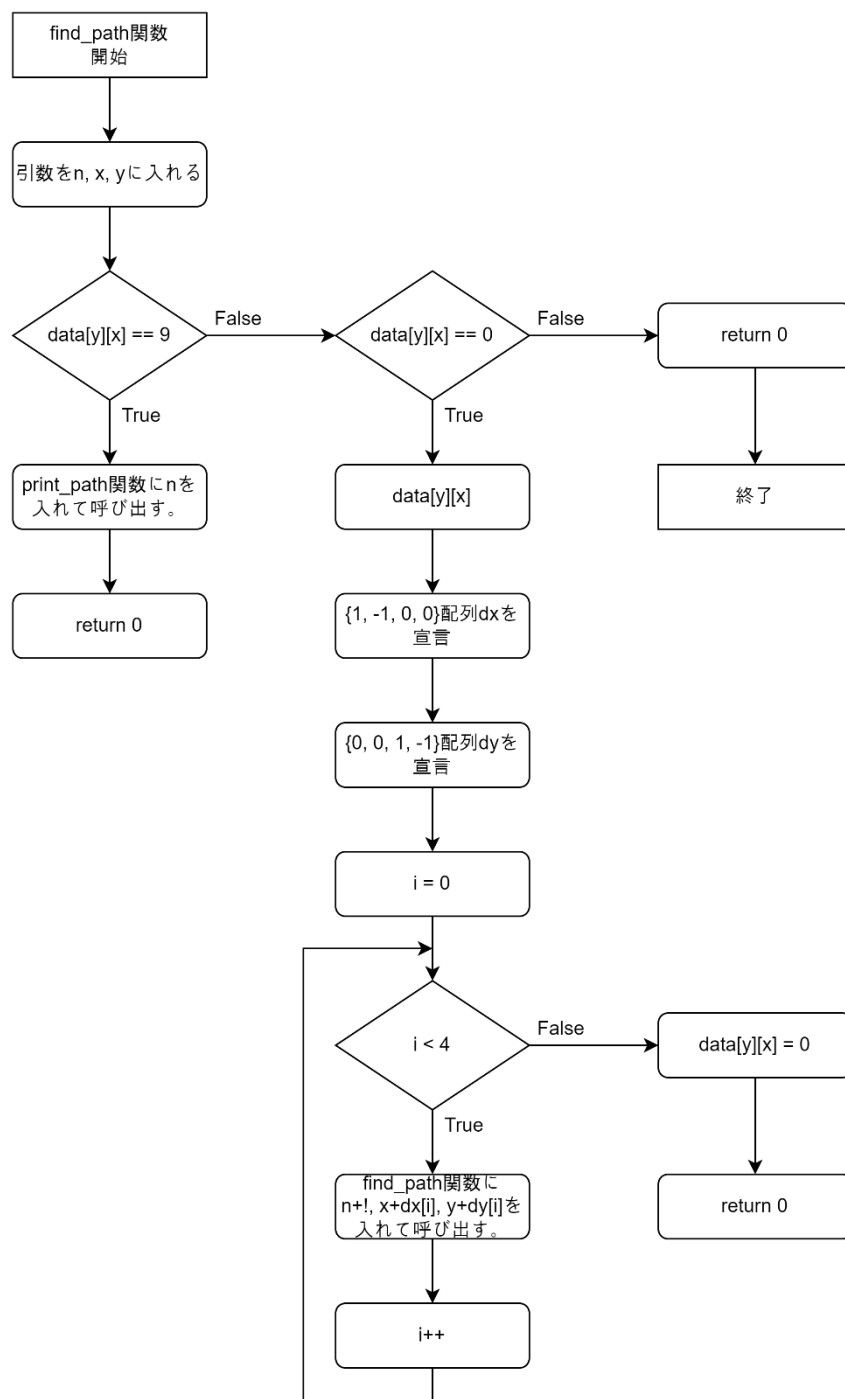 find_path関数
開始
引数をn, x, yに入れる
data[y][x] == 9
False
data[y][x] == 0
False
return 0
True
True
print_path関数にnを
入れて呼び出す。
data[y][x]
終了
return 0
{1, -1, 0, 0}配列dxを
宣言
{0, 0, 1, -1}配列dyを
宣言
i = 0
i < 4
False
data[y][x] = 0
True
find_path関数に
n+!, x+dx[i], y+dy[i]を
入れて呼び出す。
return 0
i++